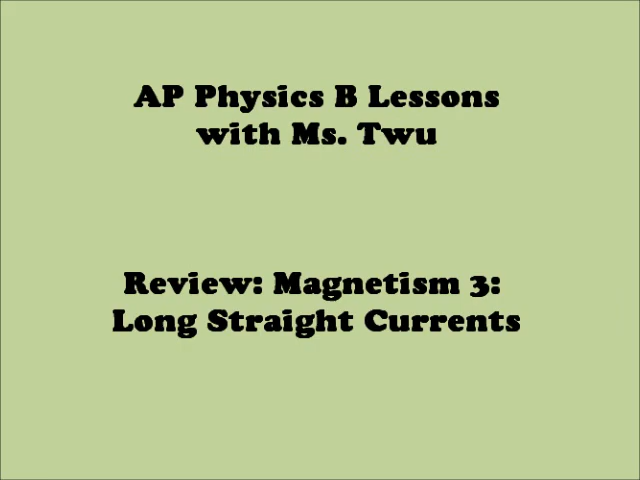 AP Physics B Lessons
with Ms. Twu
Review: Magnetism 3:
Long Straight Currents